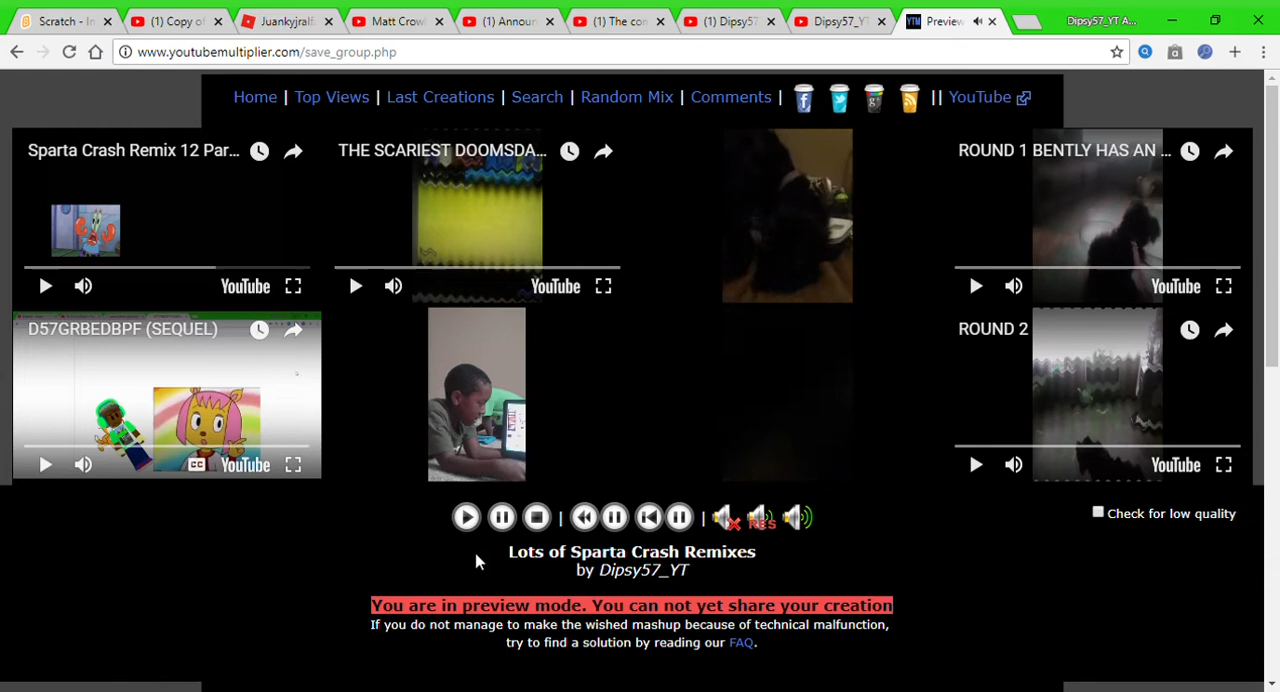 Scratch - In
(1) Copy of
Juankyjralf
Matt Crowl
(1) Announ
(1) The con
(1) Dipsy57
Dipsy57_YT
YTM Preview
Dipsy57_YT A...
www.youtubemultiplier.com/save_group.php
Home | Top Views | Last Creations | Search | Random Mix | Comments | || YouTube
Sparta Crash Remix 12 Par...
THE SCARIEST DOOMSDA...
ROUND 1 BENTLY HAS AN ...
YouTube
YouTube
YouTube
D57GRBEDBPF (SEQUEL)
ROUND 2
CC YouTube
YouTube
| | RBS
Check for low quality
Lots of Sparta Crash Remixes
by Dipsy57_YT
You are in preview mode. You can not yet share your creation
If you do not manage to make the wished mashup because of technical malfunction,
try to find a solution by reading our FAQ.